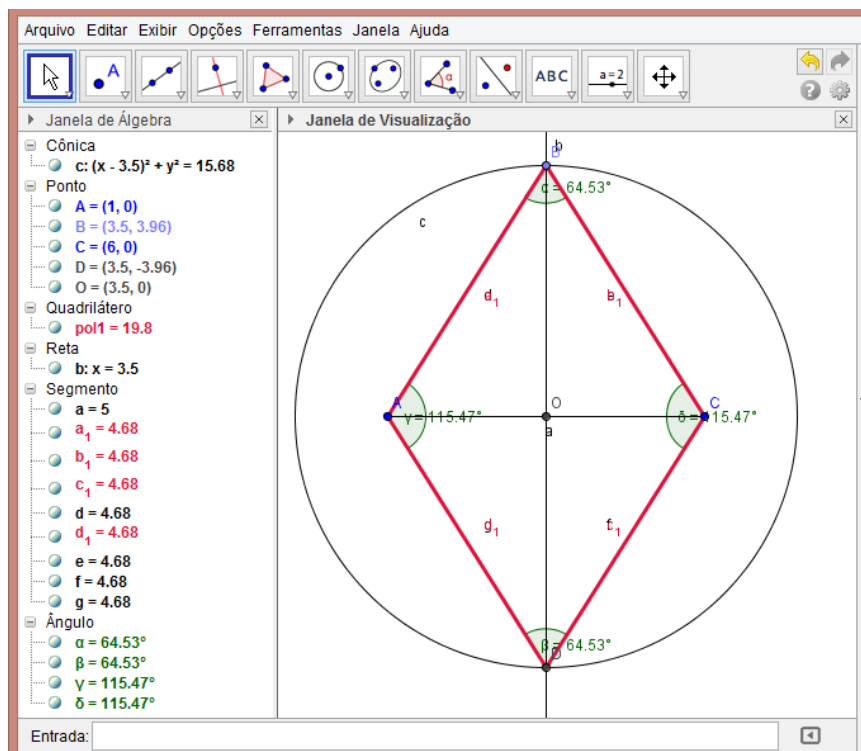 Arquivo Editar Exibir Opções Ferramentas Janela Ajuda
A
α
ABC
a=2
Janela de Álgebra
Cônica
c: (x - 3.5)² + y² = 15.68
Ponto
A = (1, 0)
B = (3.5, 3.96)
C = (6, 0)
D = (3.5, -3.96)
O = (3.5, 0)
Quadrilátero
pol1 = 19.8
Reta
b: x = 3.5
Segmento
a = 5
a₁ = 4.68
b₁ = 4.68
c₁ = 4.68
d = 4.68
d₁ = 4.68
e = 4.68
f = 4.68
g = 4.68
Ângulo
α = 64.53°
β = 64.53°
γ = 115.47°
δ = 115.47°
Janela de Visualização
b
B
= 64.53°
c
A
γ = 115.47°
O
a
C
δ = 115.47°
β = 64.53°
Entrada: